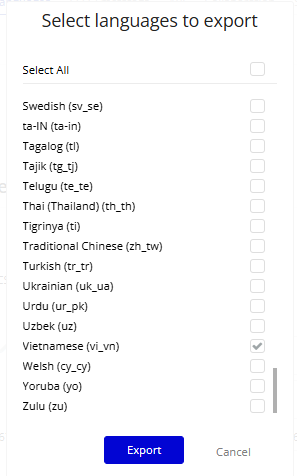 Select languages to export
Select All
Swedish (sv_se)
ta-IN (ta-in)
Tagalog (tl)
Tajik (tg_tj)
Telugu (te_te)
Thai (Thailand) (th_th)
Tigrinya (ti)
Traditional Chinese (zh_tw)
Turkish (tr_tr)
Ukrainian (uk_ua)
Urdu (ur_pk)
Uzbek (uz)
Vietnamese (vi_vn)
Welsh (cy_cy)
Yoruba (yo)
Zulu (zu)
Export
Cancel